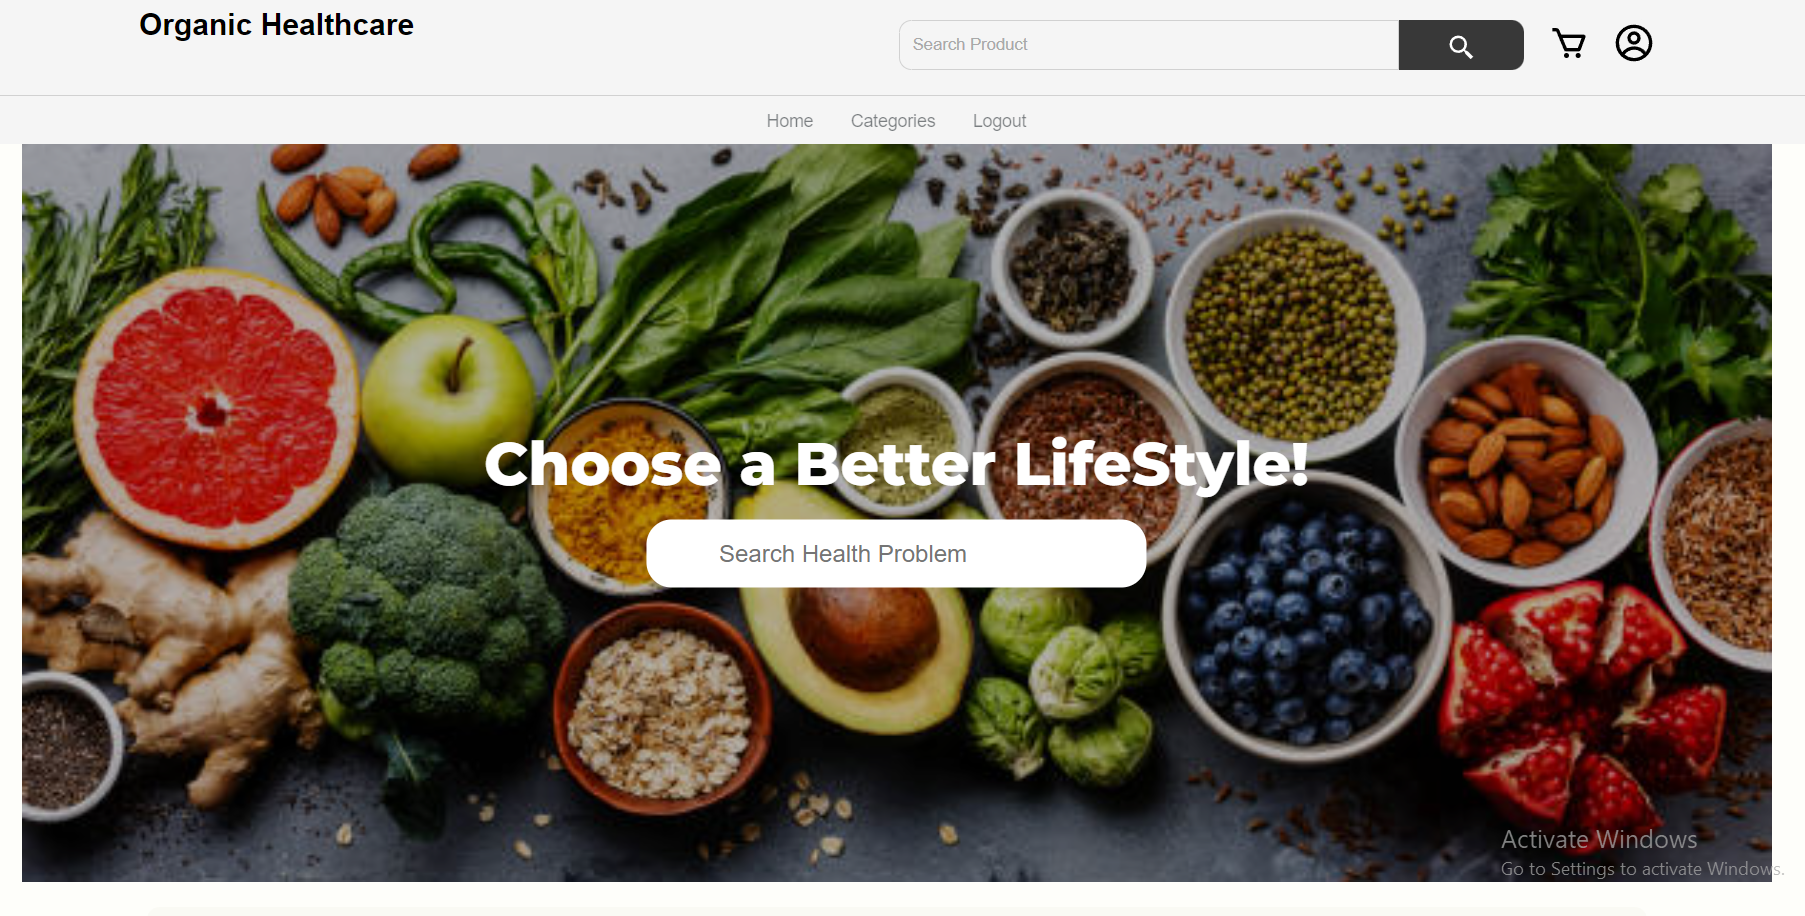 Organic Healthcare
Search Product
Home Categories Logout
Choose a Better LifeStyle!
Search Health Problem
Activate Windows
Go to Settings to activate Windows.